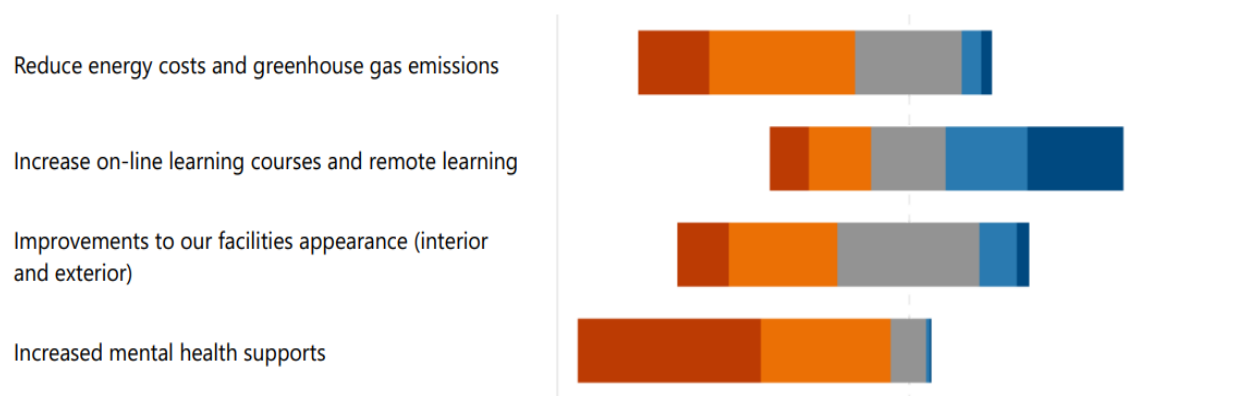 Reduce energy costs and greenhouse gas emissions
Increase on-line learning courses and remote learning
Improvements to our facilities appearance (interior
and exterior)
Increased mental health supports